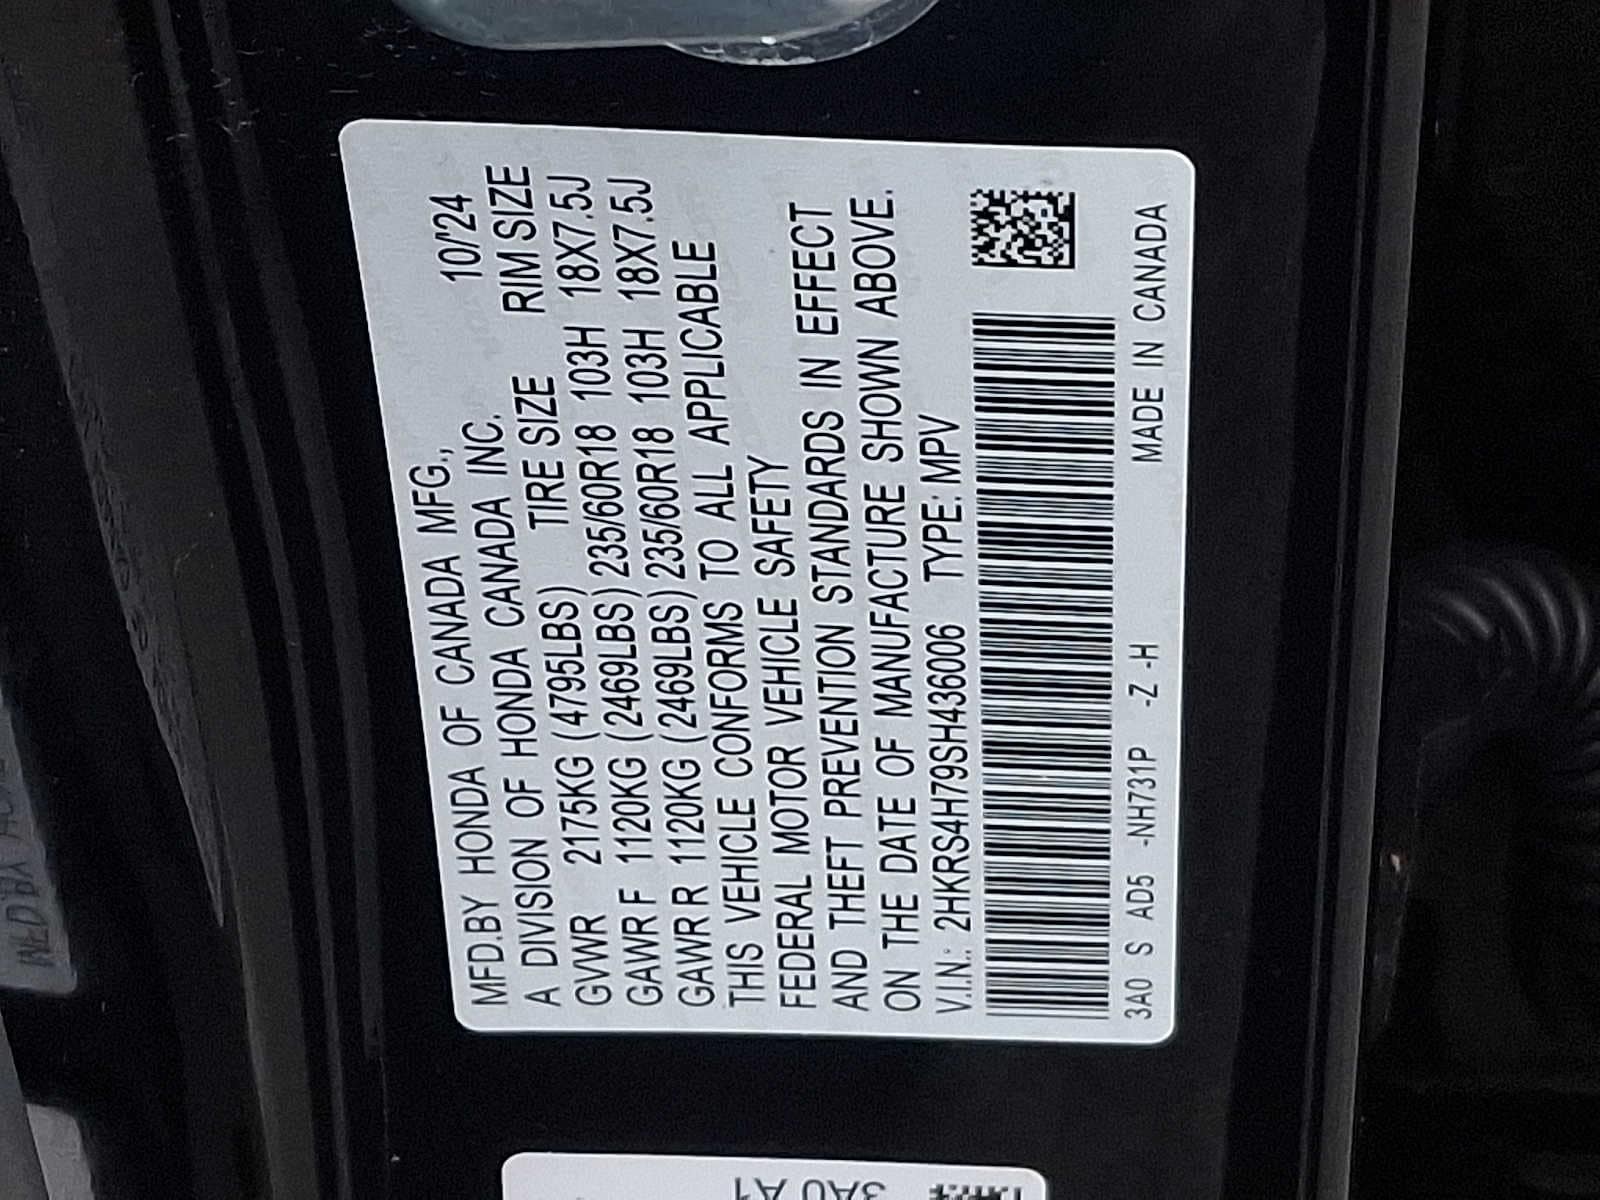 MFD.BY HONDA OF CANADA MFG., 10/'24
A DIVISION OF HONDA CANADA INC.
TIRE SIZE RIM SIZE
GVWR 2175KG (4795LBS)
GAWR F 1120KG (2469LBS) 235/60R18 103H 18X7.5J
GAWR R 1120KG (2469LBS) 235/60R18 103H 18X7.5J
THIS VEHICLE CONFORMS TO ALL APPLICABLE
FEDERAL MOTOR VEHICLE SAFETY
AND THEFT PREVENTION STANDARDS IN EFFECT
ON THE DATE OF MANUFACTURE SHOWN ABOVE.
V.I.N.: 2HKRS4H79SH436006 TYPE: MPV
3A0 S AD5 -NH731P -Z -H MADE IN CANADA
3A0 A1